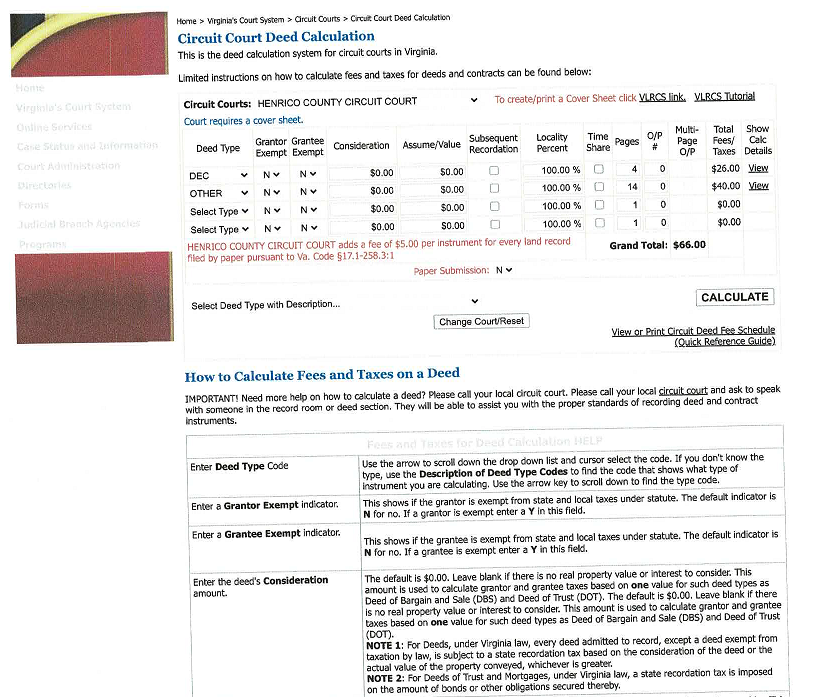 Home > Virginia's Court System > Circuit Courts > Circuit Court Deed Calculation
Circuit Court Deed Calculation
This is the deed calculation system for circuit courts in Virginia.
Limited instructions on how to calculate fees and taxes for deeds and contracts can be found below:
Home
Virginia's Court System
Online Services
Case Status and Information
Court Administration
Directories
Forms
Judicial Branch Agencies
Programs
Circuit Courts: HENRICO COUNTY CIRCUIT COURT To create/print a Cover Sheet click VLRCS link. VLRCS Tutorial
Court requires a cover sheet.
Deed Type Grantor Exempt Grantee Exempt Consideration Assume/Value Subsequent Recordation Locality Percent Time Share Pages O/P # Multi-Page O/P Total Fees/Taxes Show Calc Details
DEC N N $0.00 $0.00 100.00 % 4 0 $26.00 View
OTHER N N $0.00 $0.00 100.00 % 14 0 $40.00 View
Select Type N N $0.00 $0.00 100.00 % 1 0 $0.00
Select Type N N $0.00 $0.00 100.00 % 1 0 $0.00
HENRICO COUNTY CIRCUIT COURT adds a fee of $5.00 per instrument for every land record
filed by paper pursuant to Va. Code §17.1-258.3:1
Grand Total: $66.00
Paper Submission: N
Select Deed Type with Description...
CALCULATE
Change Court/Reset
View or Print Circuit Deed Fee Schedule
(Quick Reference Guide)
How to Calculate Fees and Taxes on a Deed
IMPORTANT! Need more help on how to calculate a deed? Please call your local circuit court. Please call your local circuit court and ask to speak
with someone in the record room or deed section. They will be able to assist you with the proper standards of recording deed and contract
instruments.
Fees and Taxes for Deed Calculation HELP
Enter Deed Type Code
Use the arrow to scroll down the drop down list and cursor select the code. If you don't know the
type, use the Description of Deed Type Codes to find the code that shows what type of
instrument you are calculating. Use the arrow key to scroll down to find the type code.
Enter a Grantor Exempt indicator.
This shows if the grantor is exempt from state and local taxes under statute. The default indicator is
N for no. If a grantor is exempt enter a Y in this field.
Enter a Grantee Exempt indicator.
This shows if the grantee is exempt from state and local taxes under statute. The default indicator is
N for no. If a grantee is exempt enter a Y in this field.
Enter the deed's Consideration
amount.
The default is $0.00. Leave blank if there is no real property value or interest to consider. This
amount is used to calculate grantor and grantee taxes based on one value for such deed types as
Deed of Bargain and Sale (DBS) and Deed of Trust (DOT). The default is $0.00. Leave blank if there
is no real property value or interest to consider. This amount is used to calculate grantor and grantee
taxes based on one value for such deed types as Deed of Bargain and Sale (DBS) and Deed of Trust
(DOT).
NOTE 1: For Deeds, under Virginia law, every deed admitted to record, except a deed exempt from
taxation by law, is subject to a state recordation tax based on the consideration of the deed or the
actual value of the property conveyed, whichever is greater.
NOTE 2: For Deeds of Trust and Mortgages, under Virginia law, a state recordation tax is imposed
on the amount of bonds or other obligations secured thereby.